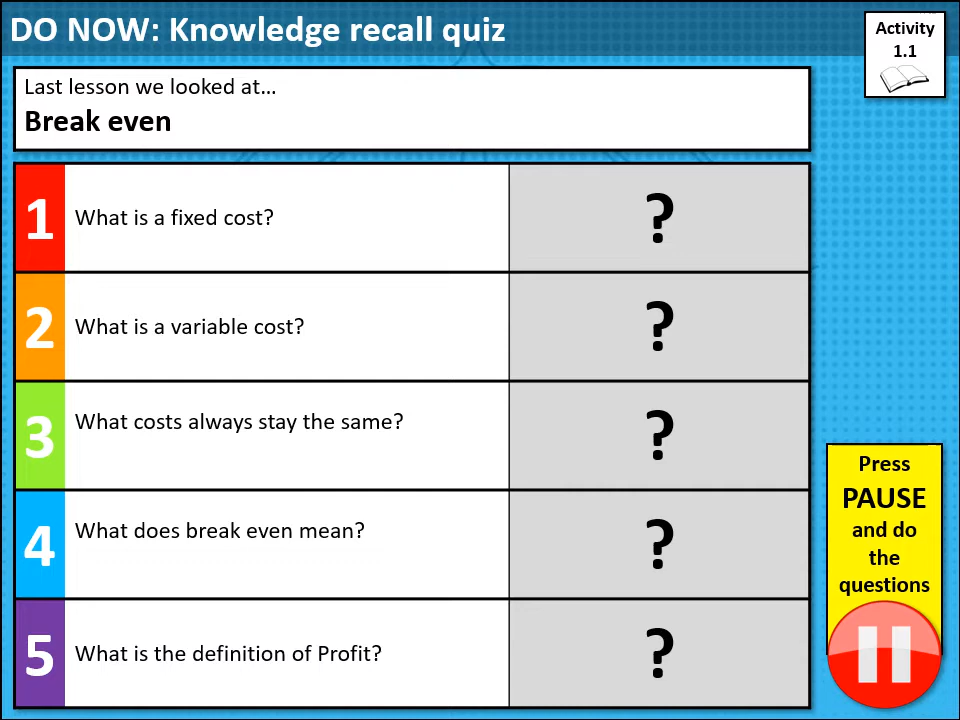 DO NOW: Knowledge recall quiz
Activity
1.1
Last lesson we looked at...
Break even
1
What is a fixed cost?
?
2
What is a variable cost?
?
3
What costs always stay the same?
?
4
What does break even mean?
?
5
What is the definition of Profit?
?
Press
PAUSE
and do
the
questions